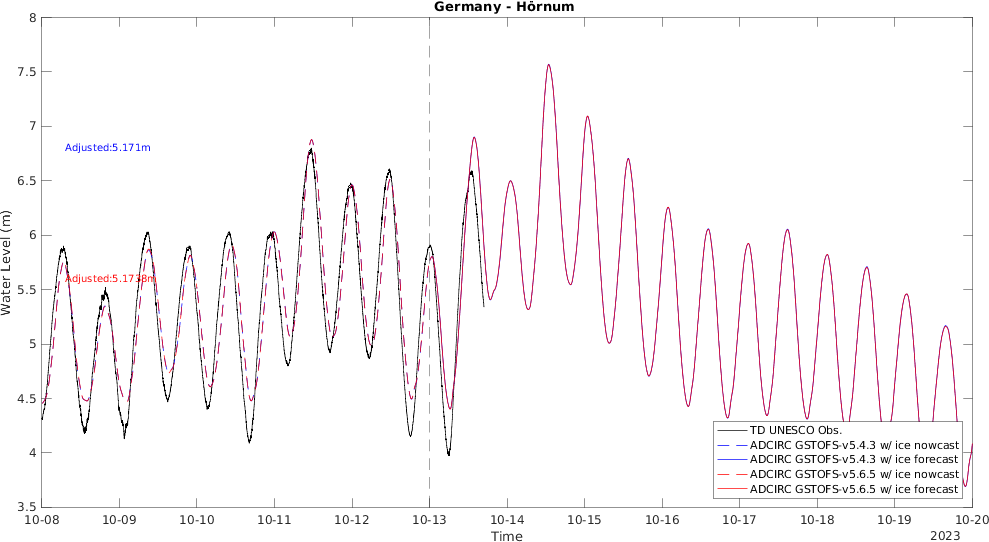 Germany - Hörnum
8
7.5
7
6.5
6
5.5
5
4.5
4
3.5
Water Level (m)
Adjusted:5.171m
Adjusted:5.1738m
TD UNESCO Obs.
ADCIRC GSTOFS-v5.4.3 w/ ice nowcast
ADCIRC GSTOFS-v5.4.3 w/ ice forecast
ADCIRC GSTOFS-v5.6.5 w/ ice nowcast
ADCIRC GSTOFS-v5.6.5 w/ ice forecast
10-08 10-09 10-10 10-11 10-12 10-13 10-14 10-15 10-16 10-17 10-18 10-19 10-20
Time
2023